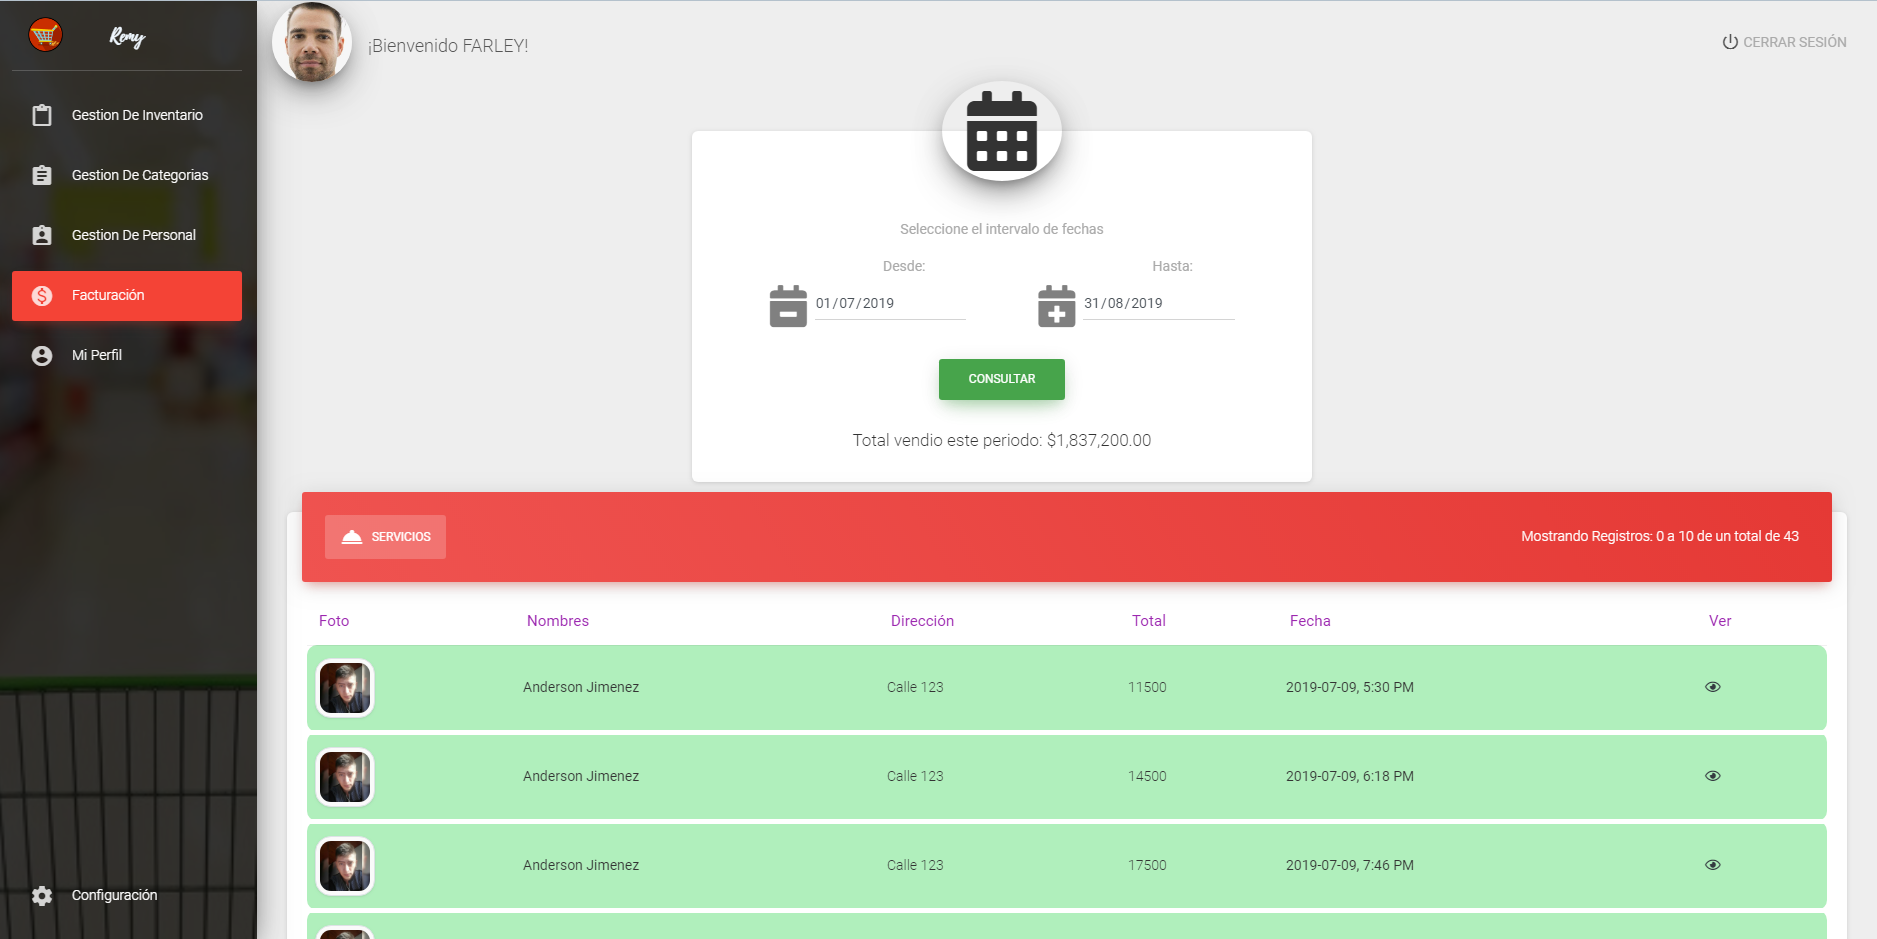 Remy
¡Bienvenido FARLEY!
CERRAR SESIÓN
Gestion De Inventario
Gestion De Categorias
Gestion De Personal
Facturación
Mi Perfil
Configuración
Seleccione el intervalo de fechas
Desde:
Hasta:
01/07/2019
31/08/2019
CONSULTAR
Total vendio este periodo: $1,837,200.00
SERVICIOS
Mostrando Registros: 0 a 10 de un total de 43
Foto Nombres Dirección Total Fecha Ver
Anderson Jimenez Calle 123 11500 2019-07-09, 5:30 PM
Anderson Jimenez Calle 123 14500 2019-07-09, 6:18 PM
Anderson Jimenez Calle 123 17500 2019-07-09, 7:46 PM